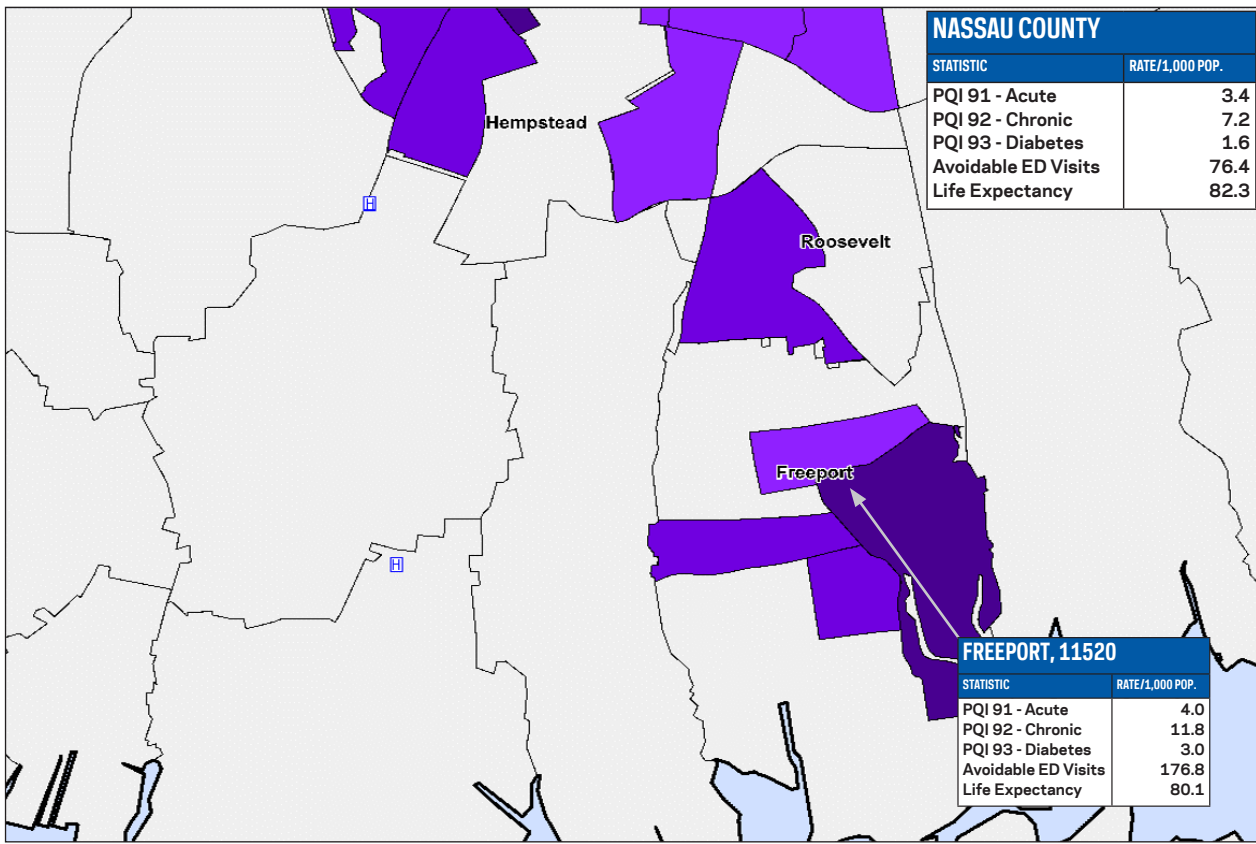 NASSAU COUNTY
STATISTIC RATE/1,000 POP.
PQI 91 - Acute 3.4
PQI 92 - Chronic 7.2
PQI 93 - Diabetes 1.6
Avoidable ED Visits 76.4
Life Expectancy 82.3
Hempstead
H
Roosevelt
Freeport
H
FREEPORT, 11520
STATISTIC RATE/1,000 POP.
PQI 91 - Acute 4.0
PQI 92 - Chronic 11.8
PQI 93 - Diabetes 3.0
Avoidable ED Visits 176.8
Life Expectancy 80.1